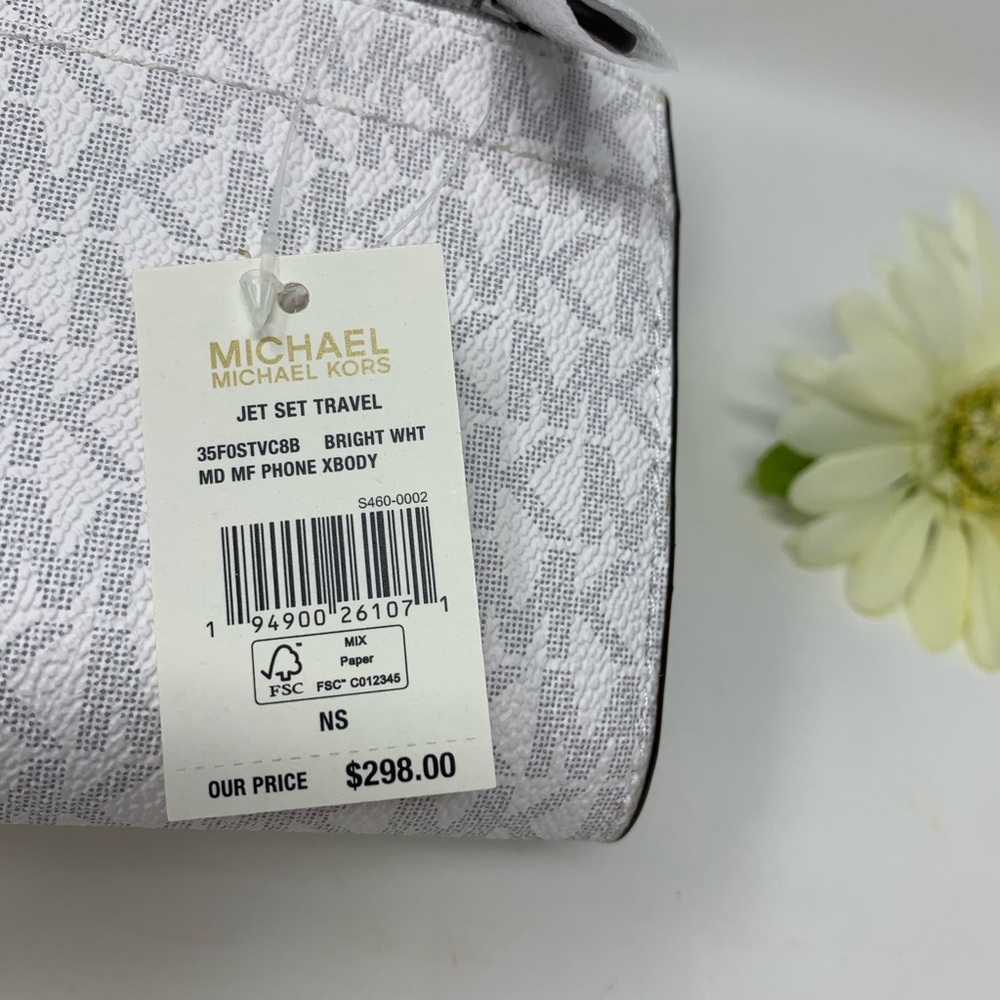 MICHAEL
MICHAEL KORS
JET SET TRAVEL
35F0STVC8B BRIGHT WHT
MD MF PHONE XBODY
S460-0002
1 94900 26107 1
MIX
Paper
FSC™ C012345
FSC
NS
OUR PRICE $298.00